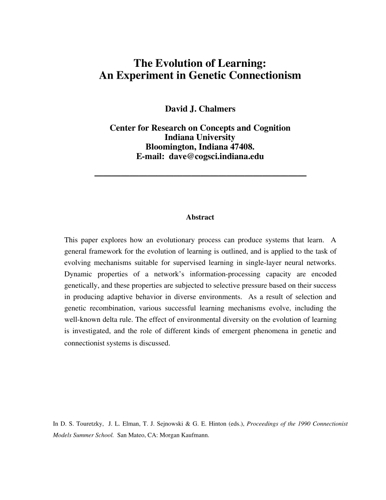 The Evolution of Learning:
An Experiment in Genetic Connectionism
David J. Chalmers
Center for Research on Concepts and Cognition
Indiana University
Bloomington, Indiana 47408.
E-mail: dave@cogsci.indiana.edu
Abstract
This paper explores how an evolutionary process can produce systems that learn. A
general framework for the evolution of learning is outlined, and is applied to the task of
evolving mechanisms suitable for supervised learning in single-layer neural networks.
Dynamic properties of a network's information-processing capacity are encoded
genetically, and these properties are subjected to selective pressure based on their success
in producing adaptive behavior in diverse environments. As a result of selection and
genetic recombination, various successful learning mechanisms evolve, including the
well-known delta rule. The effect of environmental diversity on the evolution of learning
is investigated, and the role of different kinds of emergent phenomena in genetic and
connectionist systems is discussed.
In D. S. Touretzky, J. L. Elman, T. J. Sejnowski & G. E. Hinton (eds.), Proceedings of the 1990 Connectionist
Models Summer School. San Mateo, CA: Morgan Kaufmann.